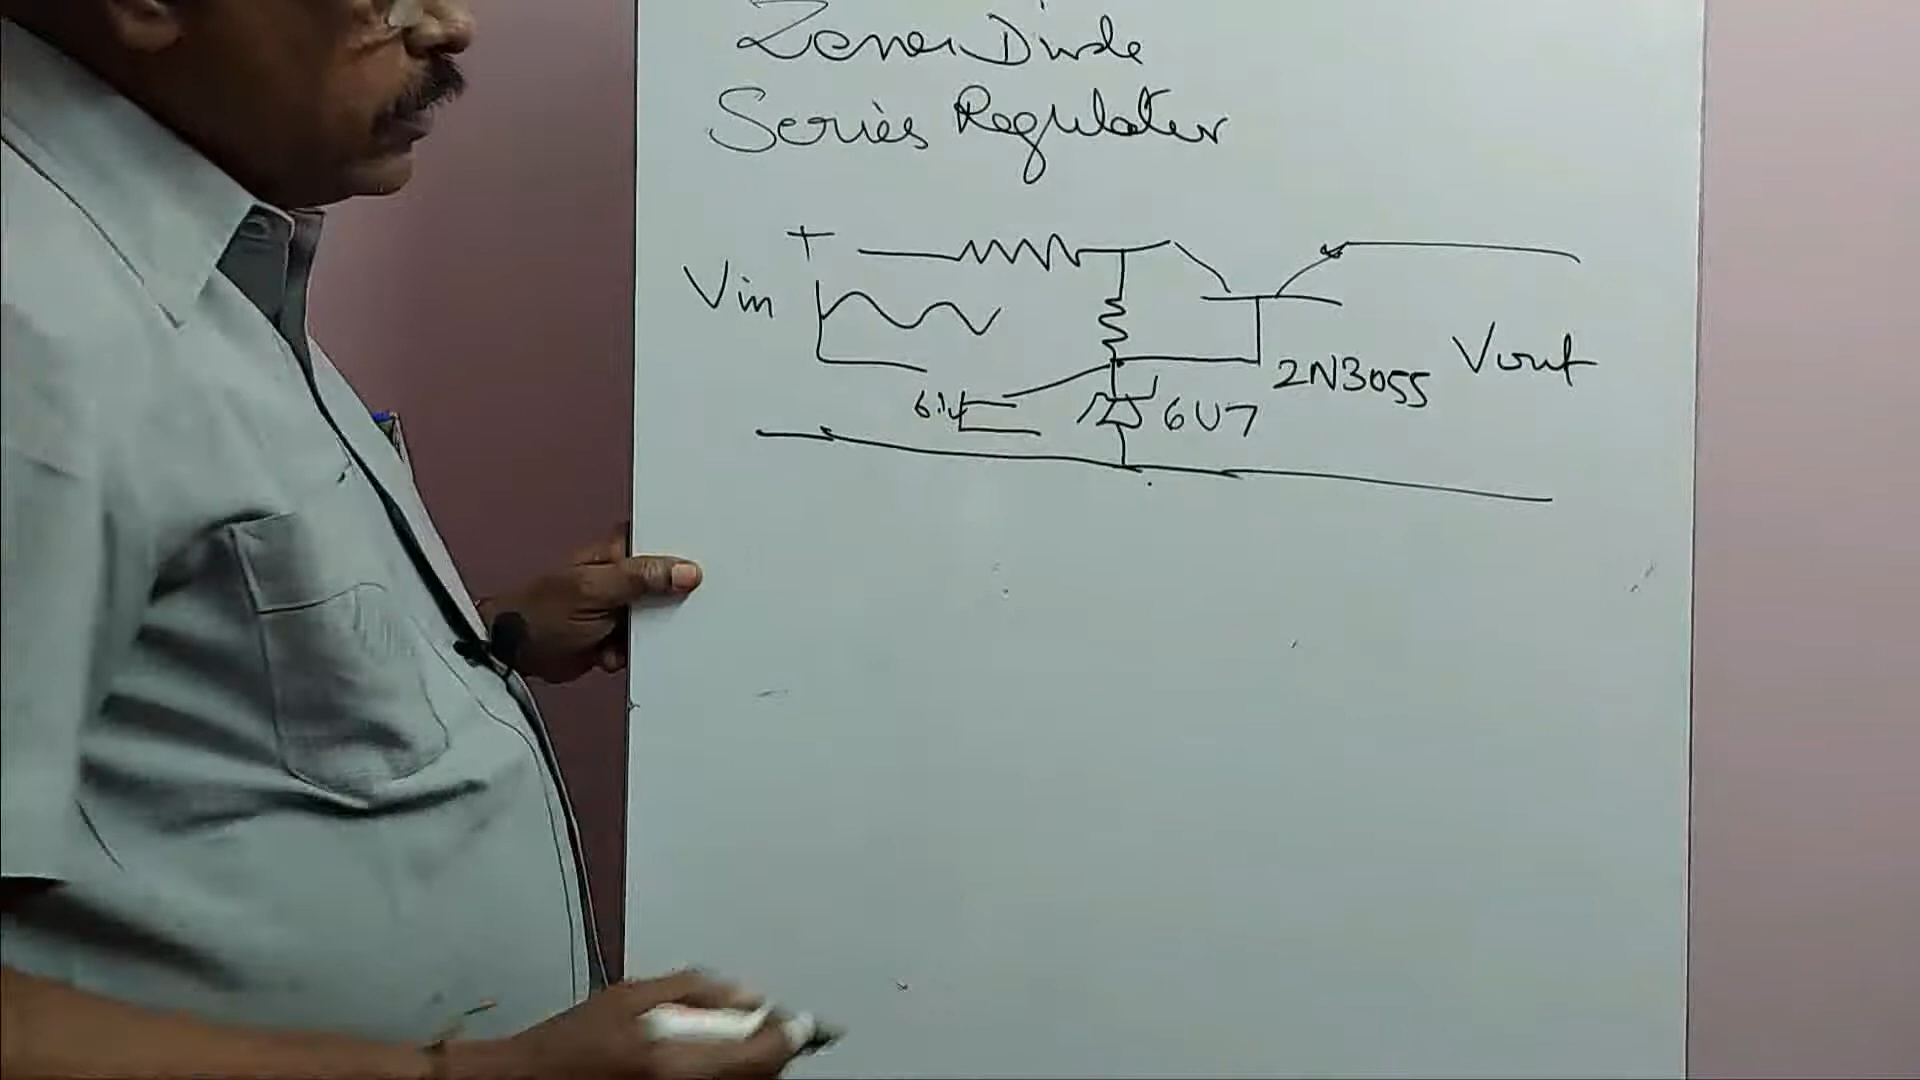 Zener Diode
Series Regulator
+
Vin
2N3055
Vout
6V7